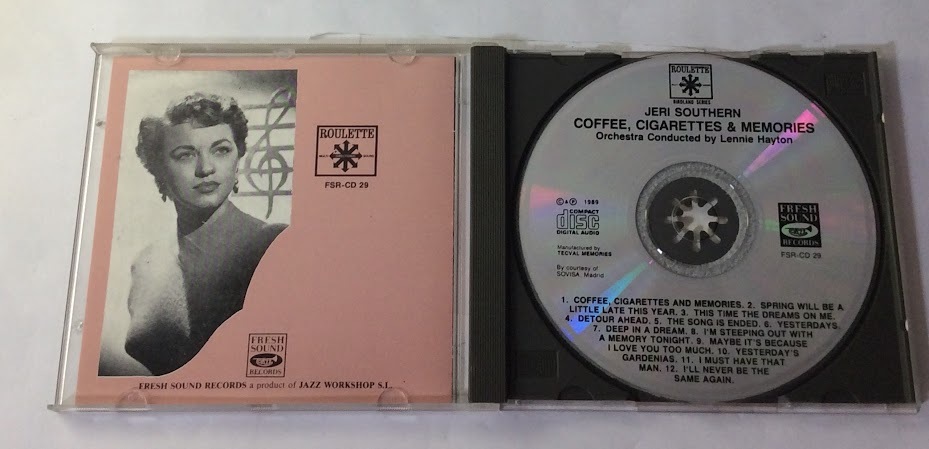 ROULETTE
FSR-CD 29
FRESH
SOUND
RECORDS
FRESH SOUND RECORDS a product of JAZZ WORKSHOP S.L.
ROULETTE
BIRDLAND SERIES
JERI SOUTHERN
COFFEE, CIGARETTES & MEMORIES
Orchestra Conducted by Lennie Hayton
© & ℗ 1989
COMPACT
disc
DIGITAL AUDIO
Manufactured by
TECVAL MEMORIES
By courtesy of
SOVISA, Madrid
FRESH
SOUND
RECORDS
FSR-CD 29
1. COFFEE, CIGARETTES AND MEMORIES. 2. SPRING WILL BE A
LITTLE LATE THIS YEAR. 3. THIS TIME THE DREAMS ON ME.
4. DETOUR AHEAD. 5. THE SONG IS ENDED. 6. YESTERDAYS.
7. DEEP IN A DREAM. 8. I'M STEPPING OUT WITH
A MEMORY TONIGHT. 9. MAYBE IT'S BECAUSE
I LOVE YOU TOO MUCH. 10. YESTERDAY'S
GARDENIAS. 11. I MUST HAVE THAT
MAN. 12. I'LL NEVER BE THE
SAME AGAIN.